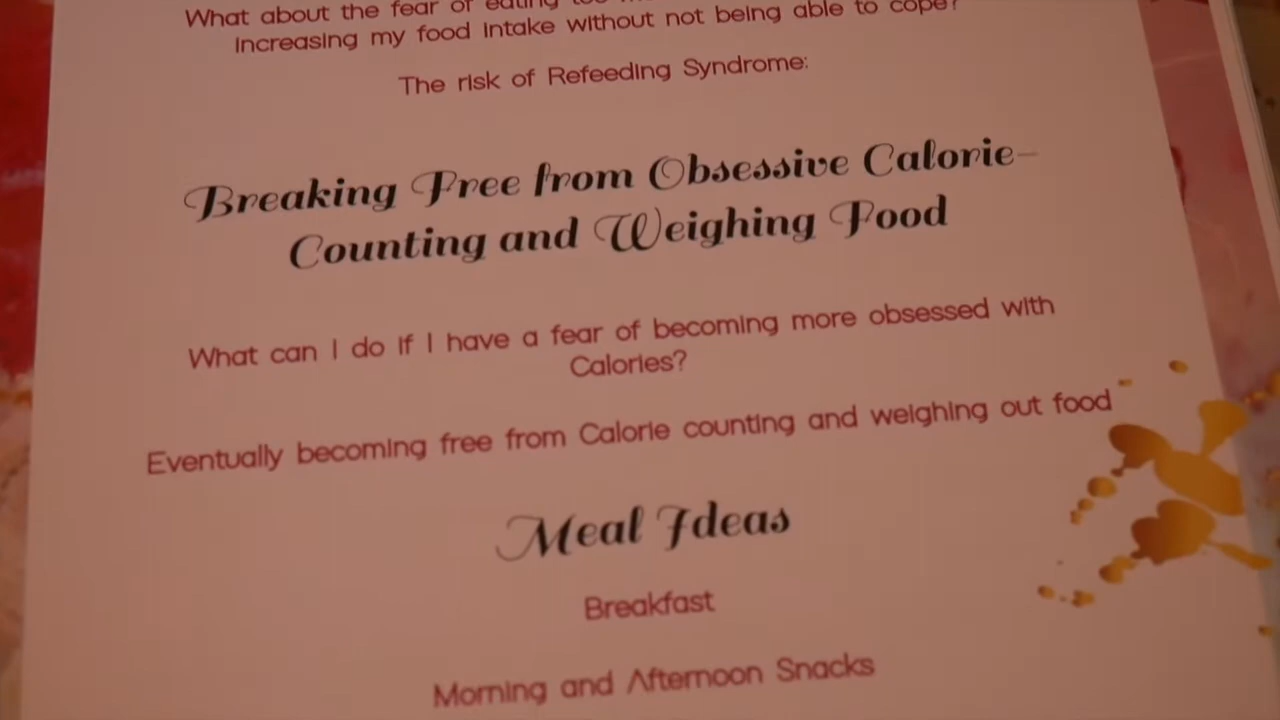 What about the fear of eating
increasing my food intake without not being able to cope?
The risk of Refeeding Syndrome:
Breaking Free from Obsessive Calorie-
Counting and Weighing Food
What can I do if I have a fear of becoming more obsessed with
Calories?
Eventually becoming free from Calorie counting and weighing out food
Meal Ideas
Breakfast
Morning and Afternoon Snacks